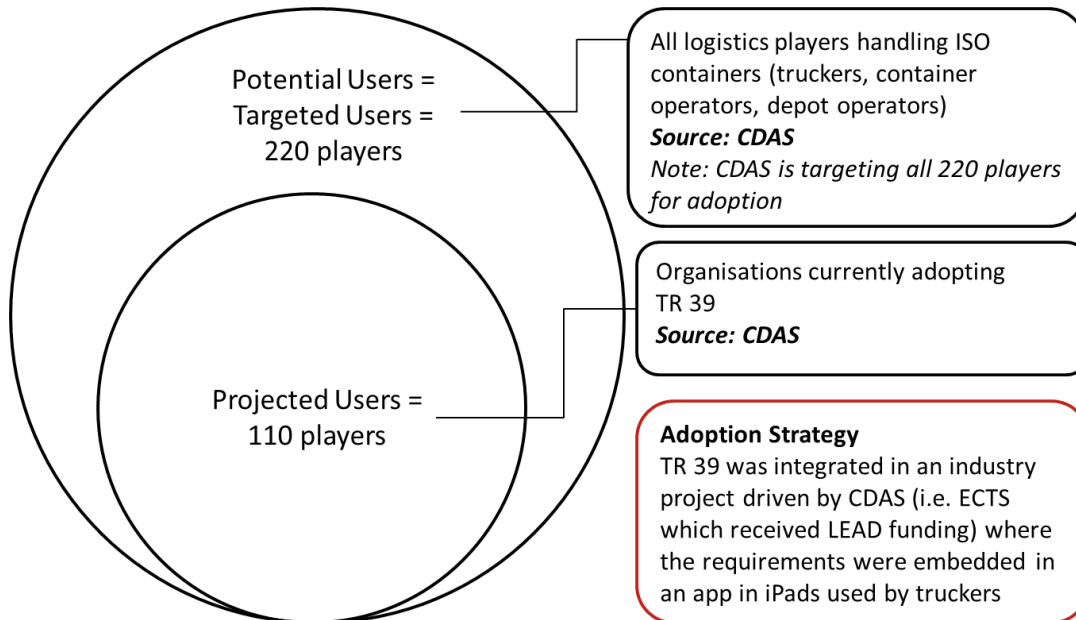 Potential Users =
Targeted Users =
220 players
All logistics players handling ISO
containers (truckers, container
operators, depot operators)
Source: CDAS
Note: CDAS is targeting all 220 players
for adoption
Organisations currently adopting
TR 39
Source: CDAS
Projected Users =
110 players
Adoption Strategy
TR 39 was integrated in an industry
project driven by CDAS (i.e. ECTS
which received LEAD funding) where
the requirements were embedded in
an app in iPads used by truckers